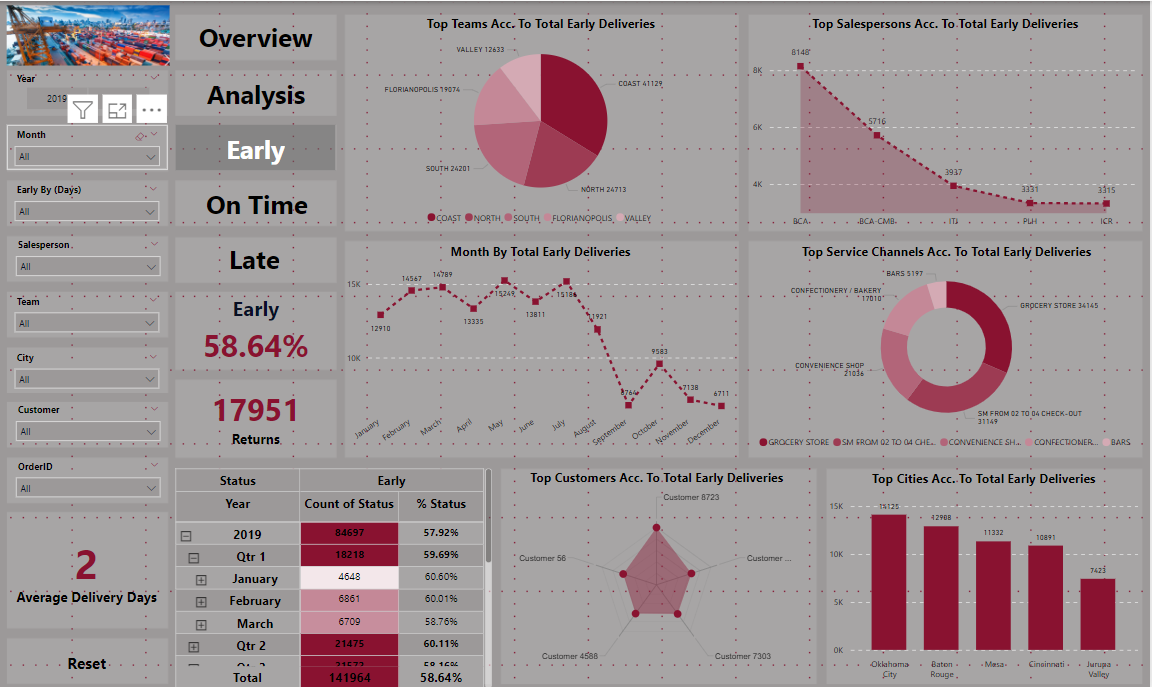 Year
2019
Month
All
Early By (Days)
All
Salesperson
All
Team
All
City
All
Customer
All
OrderID
All
2
Average Delivery Days
Reset
Overview
Analysis
Early
On Time
Late
Early
58.64%
17951
Returns
Top Teams Acc. To Total Early Deliveries
VALLEY 12633
COAST 41129
FLORIANOPOLIS 19074
SOUTH 24201
NORTH 24713
COAST NORTH SOUTH FLORIANOPOLIS VALLEY
Top Salespersons Acc. To Total Early Deliveries
8K
6K
4K
8148
5716
3937
3331
3315
BCA
BCA-CMB
ITJ
PLH
ICR
Month By Total Early Deliveries
15K
10K
12910
14567
14789
13335
15249
13811
15186
11921
6764
9583
7138
6711
January
February
March
April
May
June
July
August
September
October
November
December
Top Service Channels Acc. To Total Early Deliveries
BARS 5197
CONFECTIONERY / BAKERY
17010
GROCERY STORE 34145
CONVENIENCE SHOP
21036
SM FROM 02 TO 04 CHECK-OUT
31149
GROCERY STORE SM FROM 02 TO 04 CHE... CONVENIENCE SH... CONFECTIONER... BARS
Status Early
Year Count of Status % Status
2019 84697 57.92%
Qtr 1 18218 59.69%
January 4648 60.60%
February 6861 60.01%
March 6709 58.76%
Qtr 2 21475 60.11%
Total 141964 58.64%
Top Customers Acc. To Total Early Deliveries
Customer 8723
Customer 56
Customer
Customer 4588
Customer 7303
Top Cities Acc. To Total Early Deliveries
15K
10K
5K
0K
14125
12908
11332
10891
7423
Oklahoma
City
Baton
Rouge
Mesa
Cincinnati
Jurupa
Valley